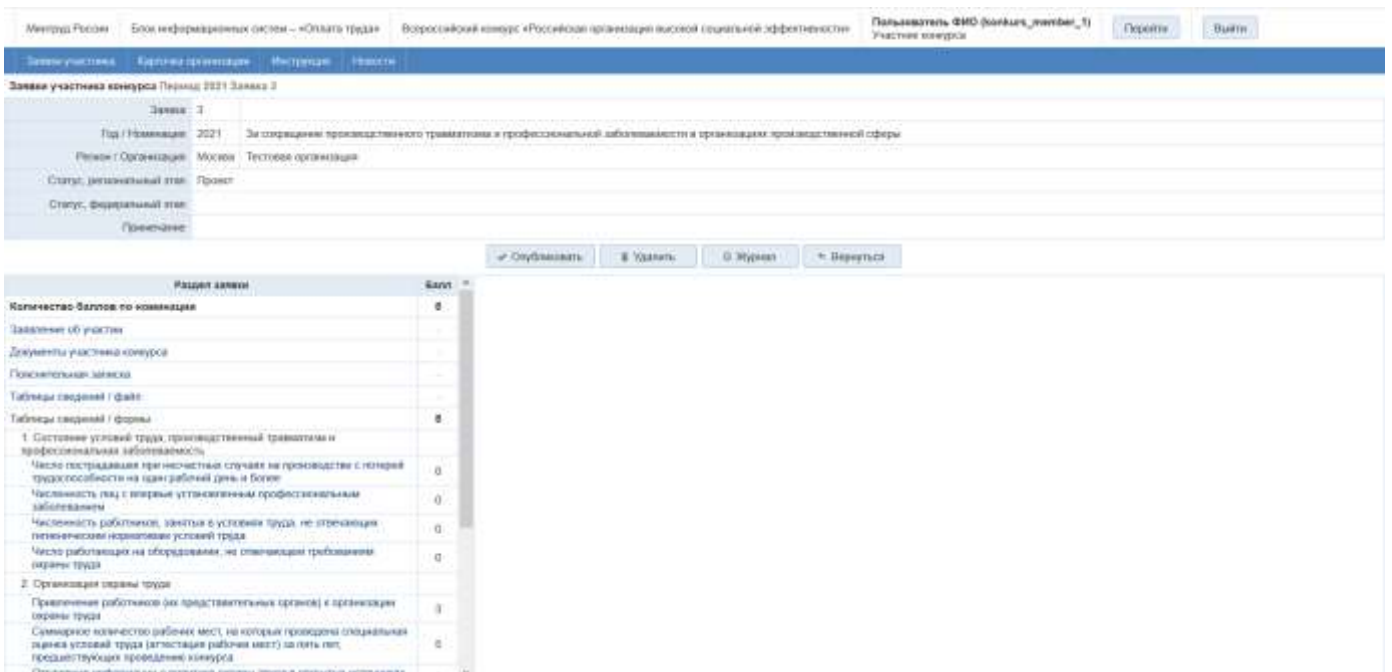 Минтруд России Блок информационных систем – «Оплата труда» Всероссийский конкурс «Российская организация высокой социальной эффективности» Пользователь ФИО (konkurs_member_1) Перейти Выйти
Участник конкурса
Заявки участника Карточка организации Инструкции Новости
Заявки участника конкурса Период 2021 Заявка 3
Заявка 3
Год / Номинация 2021 За сокращение производственного травматизма и профессиональной заболеваемости в организациях производственной сферы
Регион / Организация Москва Тестовая организация
Статус, региональный этап Проект
Статус, федеральный этап
Примечание
Опубликовать Удалить Журнал Вернуться
Раздел заявки Балл
Количество баллов по номинации
Заявление об участии -
Документы участника конкурса -
Пояснительная записка -
Таблицы сведений / файл -
Таблицы сведений / формы
1. Состояние условий труда, производственный травматизм и
профессиональная заболеваемость
Число пострадавших при несчастных случаях на производстве с потерей
трудоспособности на один рабочий день и более 0
Численность лиц с впервые установленным профессиональным
заболеванием 0
Численность работников, занятых в условиях труда, не отвечающих
гигиеническим нормативам условий труда 0
Число работающих на оборудовании, не отвечающем требованиям
охраны труда 0
2. Организация охраны труда
Привлечение работников (их представительных органов) к организации
охраны труда
Суммарное количество рабочих мест, на которых проведена специальная
оценка условий труда (аттестация рабочих мест) за пять лет,
предшествующих проведению конкурса 0